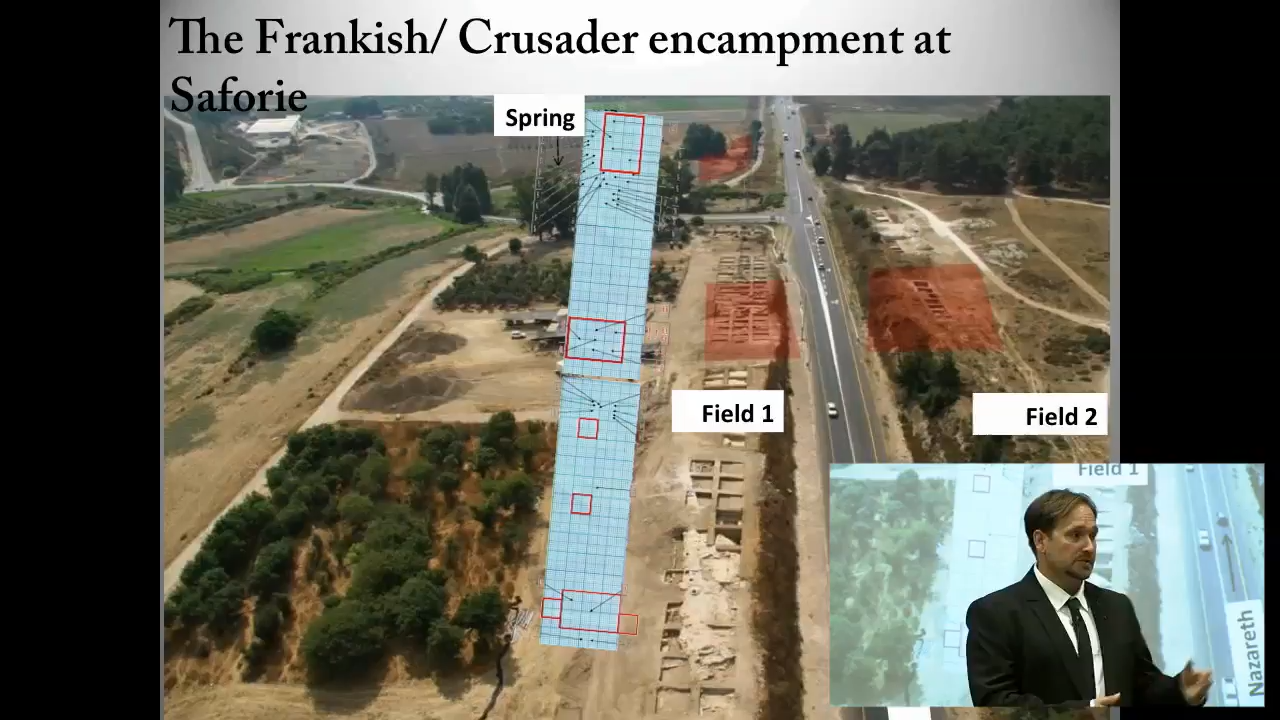 The Frankish/ Crusader encampment at
Saforie
Spring
Field 1
Field 2
Field 1
Nazareth